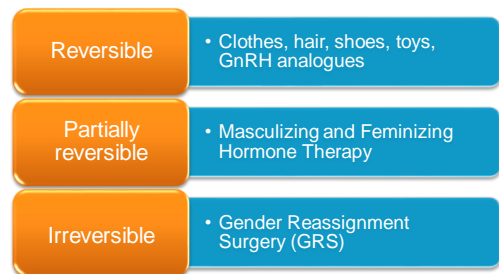 Reversible
• Clothes, hair, shoes, toys,
GnRH analogues
Partially
reversible
• Masculizing and Feminizing
Hormone Therapy
Irreversible
• Gender Reassignment
Surgery (GRS)